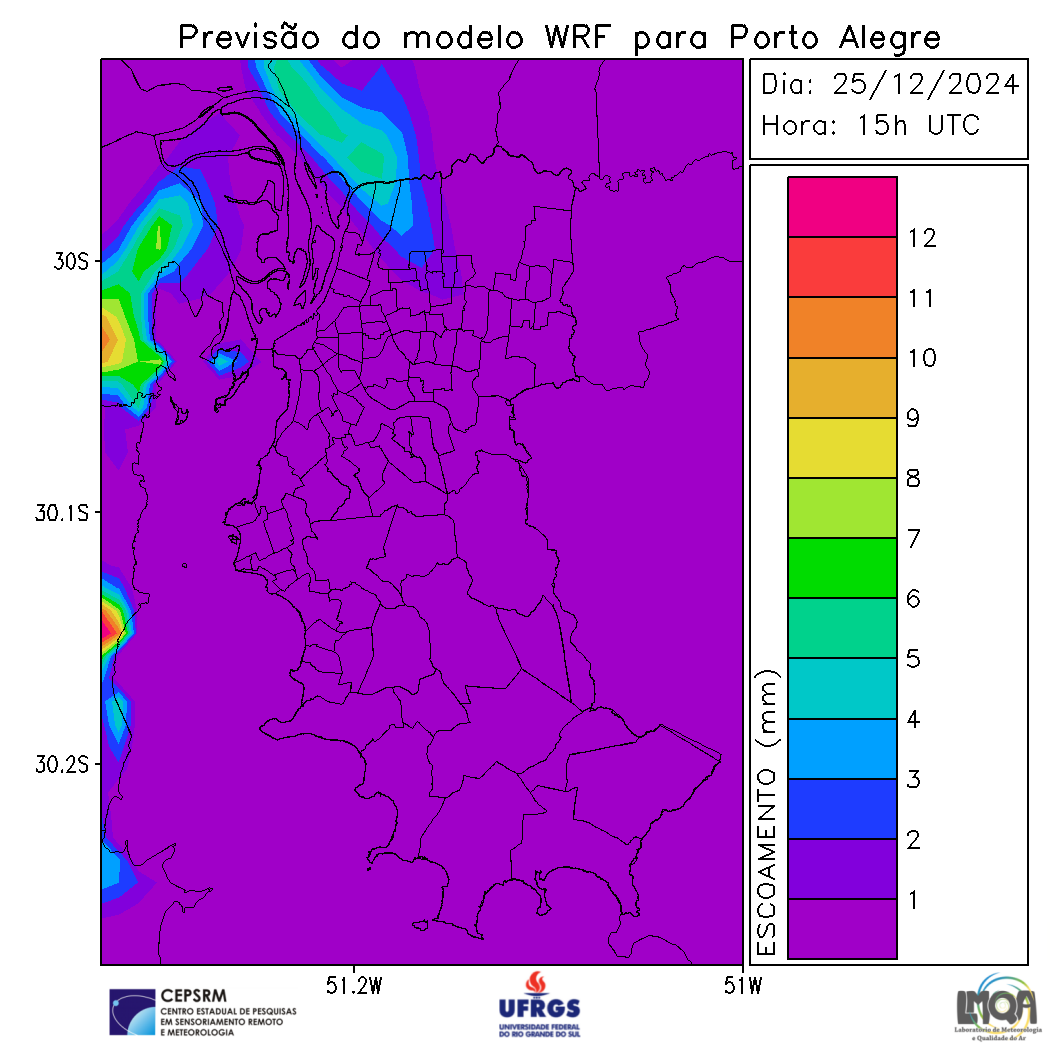 Previsão do modelo WRF para Porto Alegre
Dia: 25/12/2024
Hora: 15h UTC
12
11
10
9
8
7
6
5
4
3
2
1
ESCOAMENTO (mm)
30S
30.1S
30.2S
51.2W
51W
CEPSRM
CENTRO ESTADUAL DE PESQUISAS
EM SENSORIAMENTO REMOTO
E METEOROLOGIA
UFRGS
UNIVERSIDADE FEDERAL
DO RIO GRANDE DO SUL
LMQA
Laboratório de Meteorologia
e Qualidade do Ar